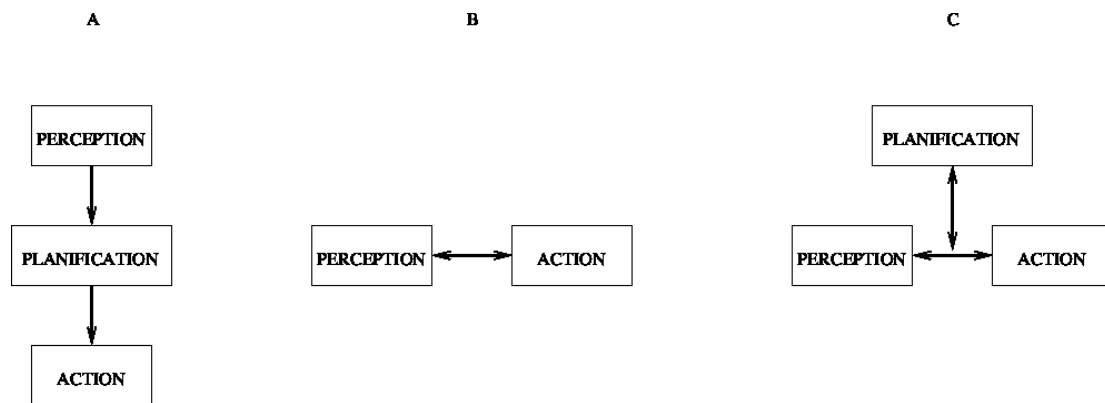 A
PERCEPTION
PLANIFICATION
ACTION
B
PERCEPTION
ACTION
C
PLANIFICATION
PERCEPTION
ACTION